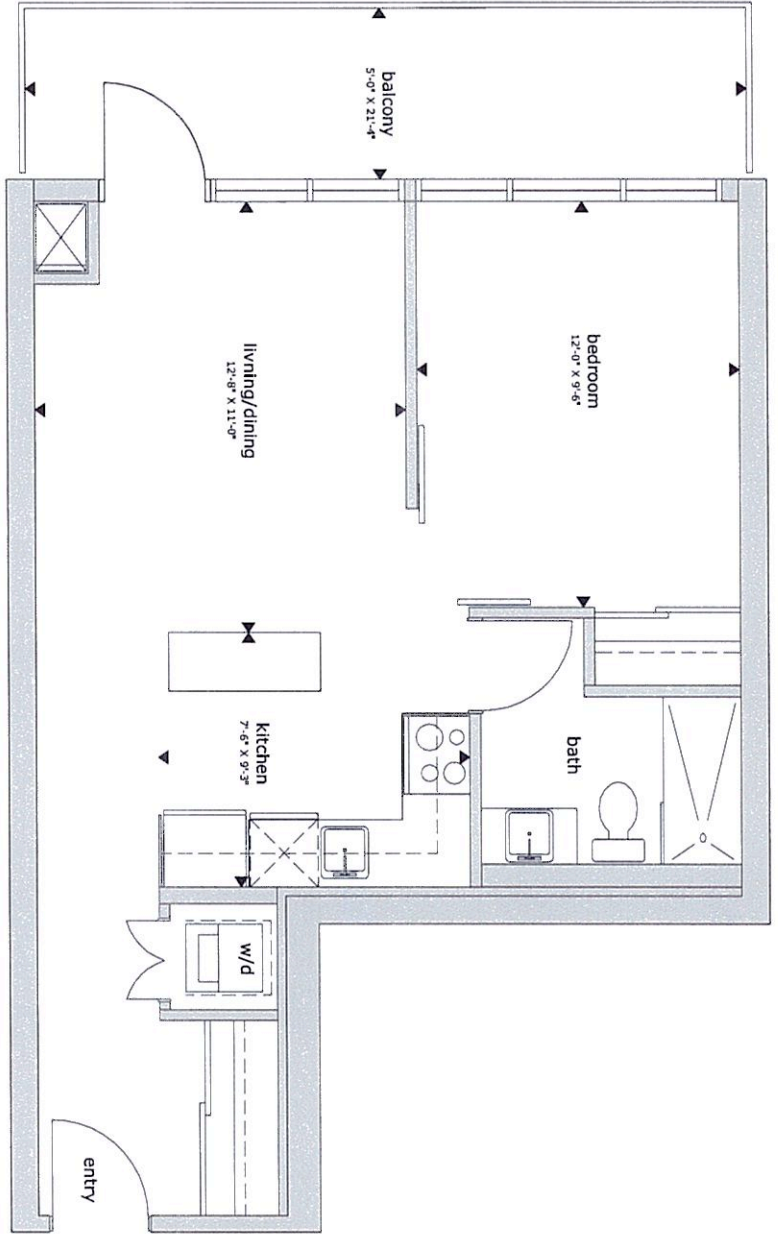 balcony
5'-0" X 21'-4"
bedroom
12'-0" X 9'-6"
livning/dining
12'-8" X 11'-0"
kitchen
7'-6" X 9'-3"
bath
w/d
entry